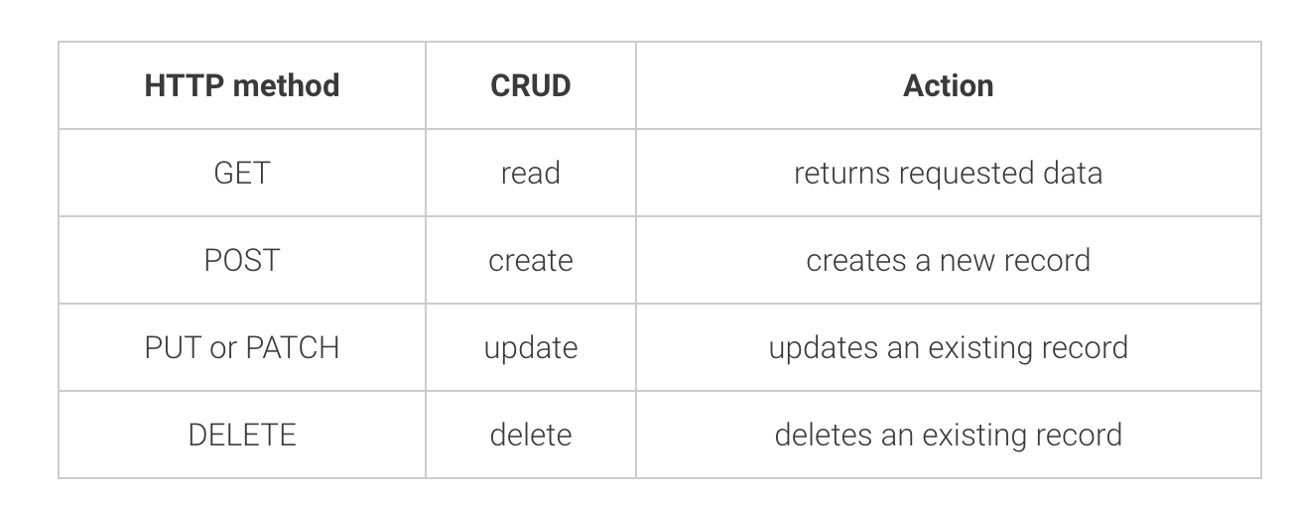 HTTP method CRUD Action
GET read returns requested data
POST create creates a new record
PUT or PATCH update updates an existing record
DELETE delete deletes an existing record